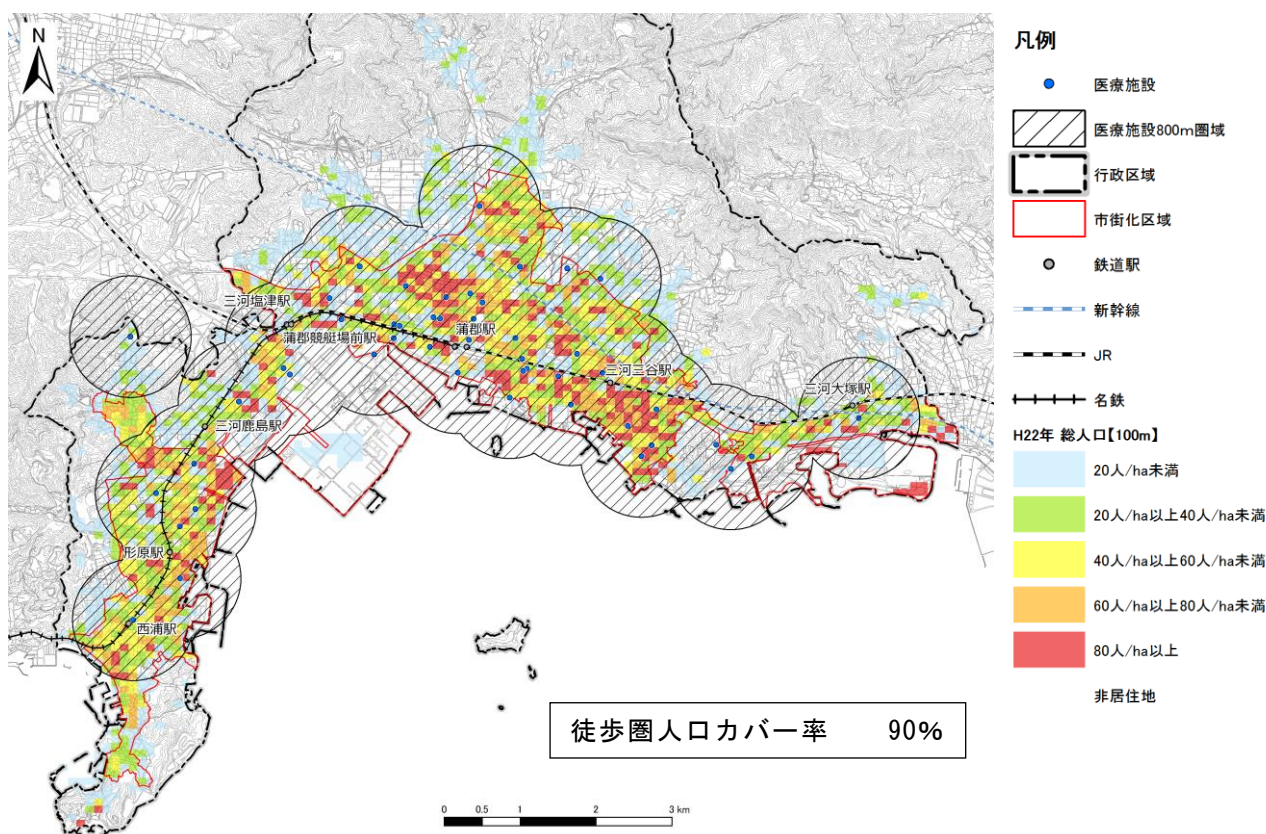 N
三河塩津駅
蒲郡競艇場前駅
蒲郡駅
三河三谷駅
三河大塚駅
三河鹿島駅
形原駅
西浦駅
徒歩圏人口カバー率 90%
0 0.5 1 2 3 km
凡例
医療施設
医療施設800m圏域
行政区域
市街化区域
鉄道駅
新幹線
JR
名鉄
H22年 総人口【100m】
20人/ha未満
20人/ha以上40人/ha未満
40人/ha以上60人/ha未満
60人/ha以上80人/ha未満
80人/ha以上
非居住地